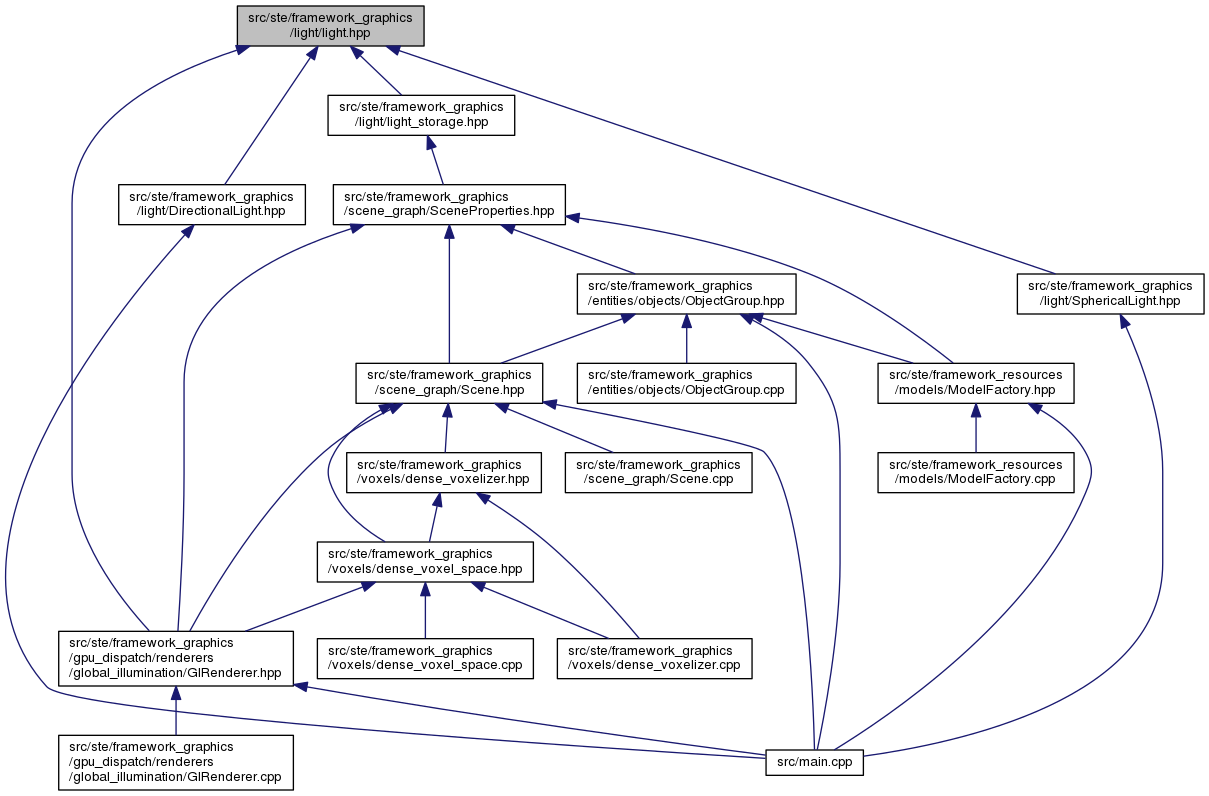 src/ste/framework_graphics
/light/light.hpp
src/ste/framework_graphics
/light/light_storage.hpp
src/ste/framework_graphics
/light/DirectionalLight.hpp
src/ste/framework_graphics
/scene_graph/SceneProperties.hpp
src/ste/framework_graphics
/entities/objects/ObjectGroup.hpp
src/ste/framework_graphics
/light/SphericalLight.hpp
src/ste/framework_graphics
/scene_graph/Scene.hpp
src/ste/framework_graphics
/entities/objects/ObjectGroup.cpp
src/ste/framework_resources
/models/ModelFactory.hpp
src/ste/framework_graphics
/voxels/dense_voxelizer.hpp
src/ste/framework_graphics
/scene_graph/Scene.cpp
src/ste/framework_resources
/models/ModelFactory.cpp
src/ste/framework_graphics
/voxels/dense_voxel_space.hpp
src/ste/framework_graphics
/gpu_dispatch/renderers
/global_illumination/GIRenderer.hpp
src/ste/framework_graphics
/voxels/dense_voxel_space.cpp
src/ste/framework_graphics
/voxels/dense_voxelizer.cpp
src/ste/framework_graphics
/gpu_dispatch/renderers
/global_illumination/GIRenderer.cpp
src/main.cpp